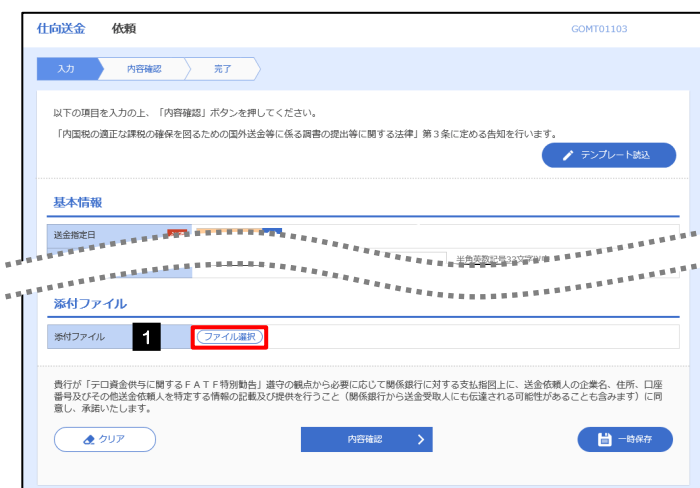 仕向送金 依頼 GOMT01103
入力 内容確認 完了
以下の項目を入力の上、「内容確認」ボタンを押してください。
「内国税の適正な課税の確保を図るための国外送金等に係る調書の提出等に関する法律」第3条に定める告知を行います。
テンプレート読込
基本情報
送金指定日
半角英数記号33文字以内
添付ファイル
添付ファイル 1 ファイル選択
貴行が「テロ資金供与に関するＦＡＴＦ特別勧告」遵守の観点から必要に応じて関係銀行に対する支払指図上に、送金依頼人の企業名、住所、口座
番号及びその他送金依頼人を特定する情報の記載及び提供を行うこと（関係銀行から送金受取人にも伝達される可能性があることも含みます）に同
意し、承諾いたします。
クリア 内容確認 一時保存